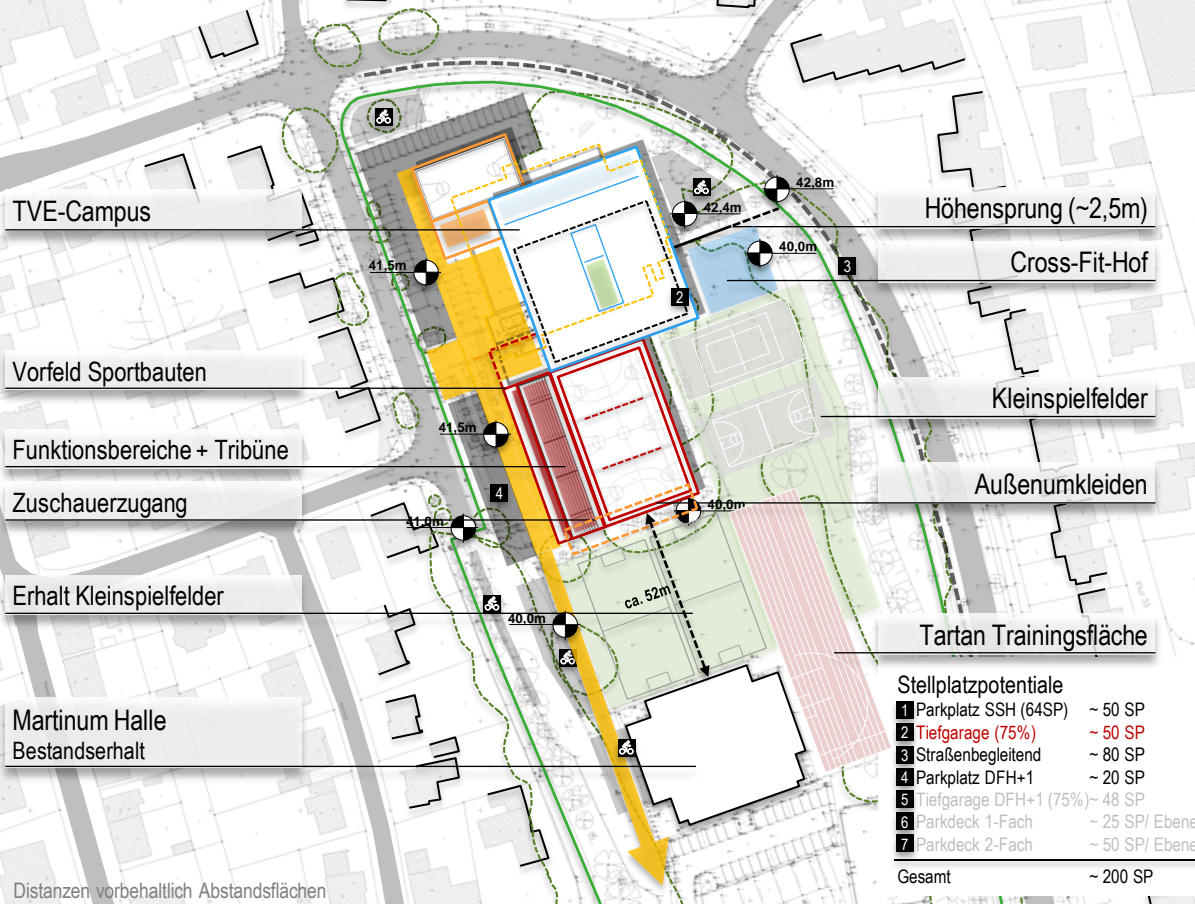 TVE-Campus
Vorfeld Sportbauten
Funktionsbereiche + Tribüne
Zuschauerzugang
Erhalt Kleinspielfelder
Martinum Halle
Bestandserhalt
Distanzen vorbehaltlich Abstandsflächen
42,8m
42,4m
40,0m
41,5m
41,5m
41,0m
40,0m
40,0m
ca. 52m
2
3
4
Höhensprung (~2,5m)
Cross-Fit-Hof
Kleinspielfelder
Außenumkleiden
Tartan Trainingsfläche
Stellplatzpotentiale
1 Parkplatz SSH (64SP) ~ 50 SP
2 Tiefgarage (75%) ~ 50 SP
3 Straßenbegleitend ~ 80 SP
4 Parkplatz DFH+1 ~ 20 SP
5 Tiefgarage DFH+1 (75%) ~ 48 SP
6 Parkdeck 1-Fach ~ 25 SP/ Ebene
7 Parkdeck 2-Fach ~ 50 SP/ Ebene
Gesamt ~ 200 SP